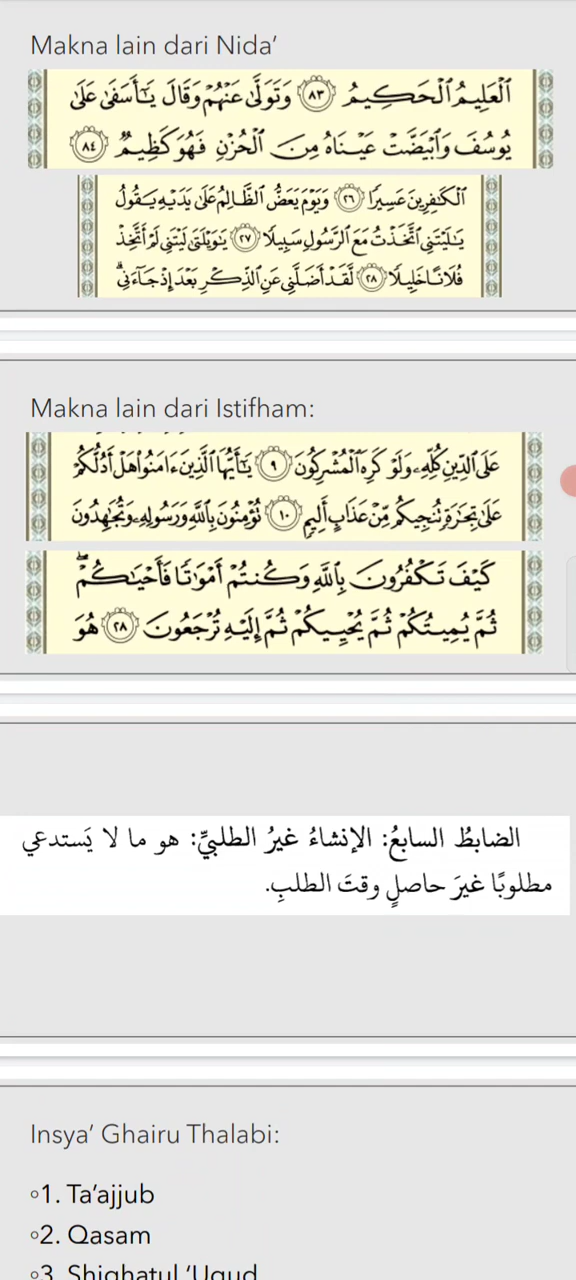 Makna lain dari Nida’
ٱلْعَلِيمُ ٱلْحَكِيمُ ۝٨٣ وَتَوَلَّىٰ عَنْهُمْ وَقَالَ يَـٰٓأَسَفَىٰ عَلَىٰ
يُوسُفَ وَٱبْيَضَّتْ عَيْنَاهُ مِنَ ٱلْحُزْنِ فَهُوَ كَظِيمٌ ۝٨٤
ٱلْكَـٰفِرِينَ عَسِيرًا ۝٢٦ وَيَوْمَ يَعَضُّ ٱلظَّالِمُ عَلَىٰ يَدَيْهِ يَقُولُ
يَـٰلَيْتَنِى ٱتَّخَذْتُ مَعَ ٱلرَّسُولِ سَبِيلًا ۝٢٧ يَـٰوَيْلَتَىٰ لَيْتَنِى لَمْ أَتَّخِذْ
فُلَانًا خَلِيلًا ۝٢٨ لَّقَدْ أَضَلَّنِى عَنِ ٱلذِّكْرِ بَعْدَ إِذْ جَآءَنِىۗ
Makna lain dari Istifham:
عَلَى ٱلدِّينِ كُلِّهِۦ وَلَوْ كَرِهَ ٱلْمُشْرِكُونَ ۝٩ يَـٰٓأَيُّهَا ٱلَّذِينَ ءَامَنُوا۟ هَلْ أَدُلُّكُمْ
عَلَىٰ تِجَـٰرَةٍ تُنجِيكُم مِّنْ عَذَابٍ أَلِيمٍ ۝١٠ تُؤْمِنُونَ بِٱللَّهِ وَرَسُولِهِۦ وَتُجَـٰهِدُونَ
كَيْفَ تَكْفُرُونَ بِٱللَّهِ وَكُنتُمْ أَمْوَٰتًا فَأَحْيَـٰكُمْۖ
ثُمَّ يُمِيتُكُمْ ثُمَّ يُحْيِيكُمْ ثُمَّ إِلَيْهِ تُرْجَعُونَ ۝٢٨ هُوَ
الضابطُ السابعُ: الإنشاءُ غيرُ الطلبيِّ: هو ما لا يَستدعي
مطلوبًا غيرَ حاصلٍ وقتَ الطلبِ.
Insya’ Ghairu Thalabi:
◦1. Ta’ajjub
◦2. Qasam
◦3. Shighatul ‘Uqud